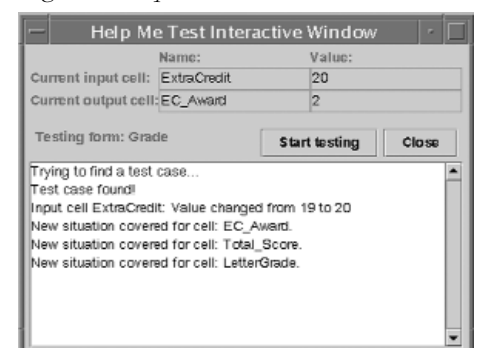 Help Me Test Interactive Window
Name: Value:
Current input cell: ExtraCredit 20
Current output cell: EC_Award 2
Testing form: Grade Start testing Close
Trying to find a test case...
Test case found!
Input cell ExtraCredit: Value changed from 19 to 20
New situation covered for cell: EC_Award.
New situation covered for cell: Total_Score.
New situation covered for cell: LetterGrade.